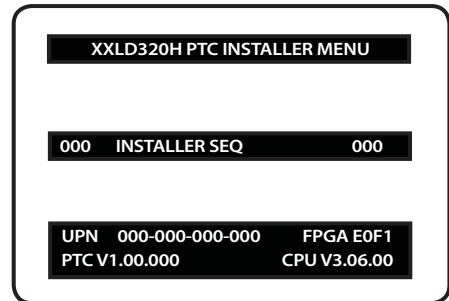 XXLD320H PTC INSTALLER MENU
000 INSTALLER SEQ 000
UPN 000-000-000-000 FPGA E0F1
PTC V1.00.000 CPU V3.06.00